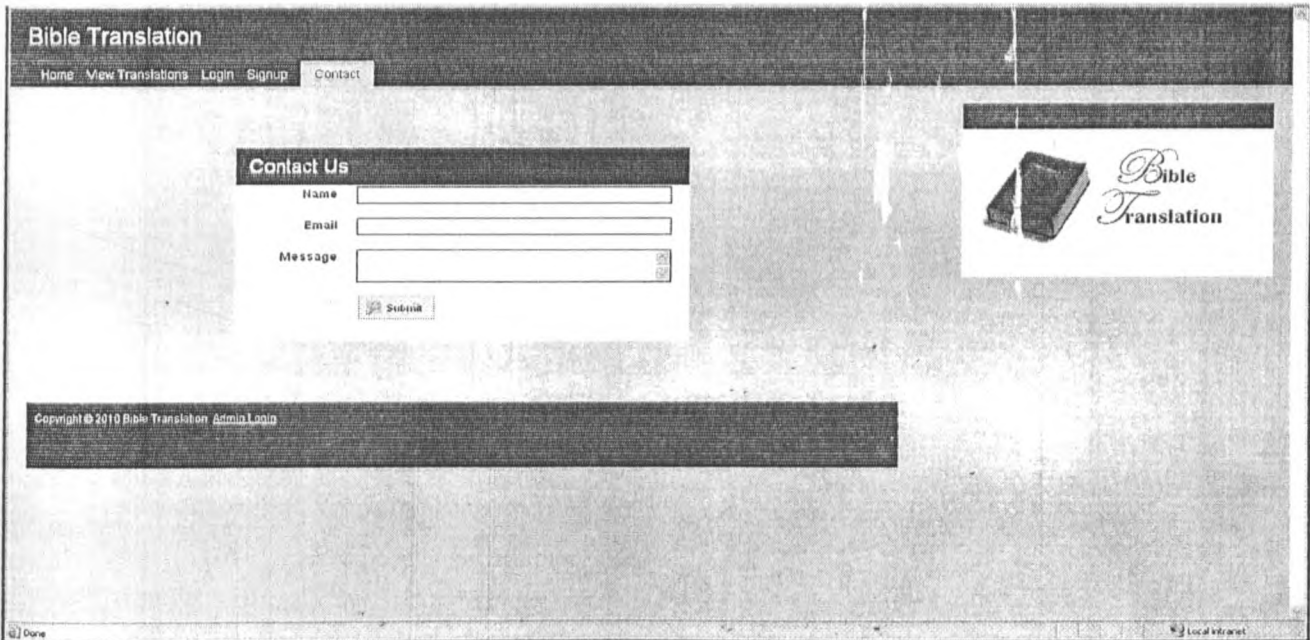 Bible Translation
Home View Translations Login Signup Contact
Contact Us
Name
Email
Message
Submit
Bible
Translation
Copyright © 2010 Bible Translation Admin Login
Done
Local intranet